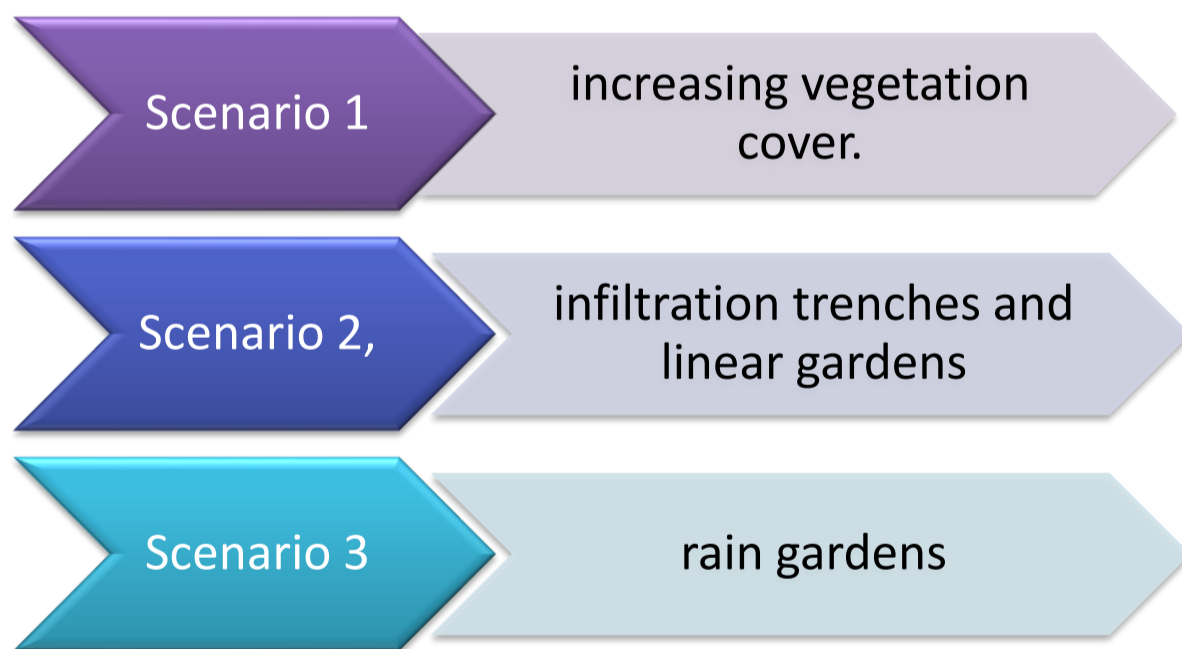 Scenario 1
increasing vegetation
cover.
Scenario 2,
infiltration trenches and
linear gardens
Scenario 3
rain gardens